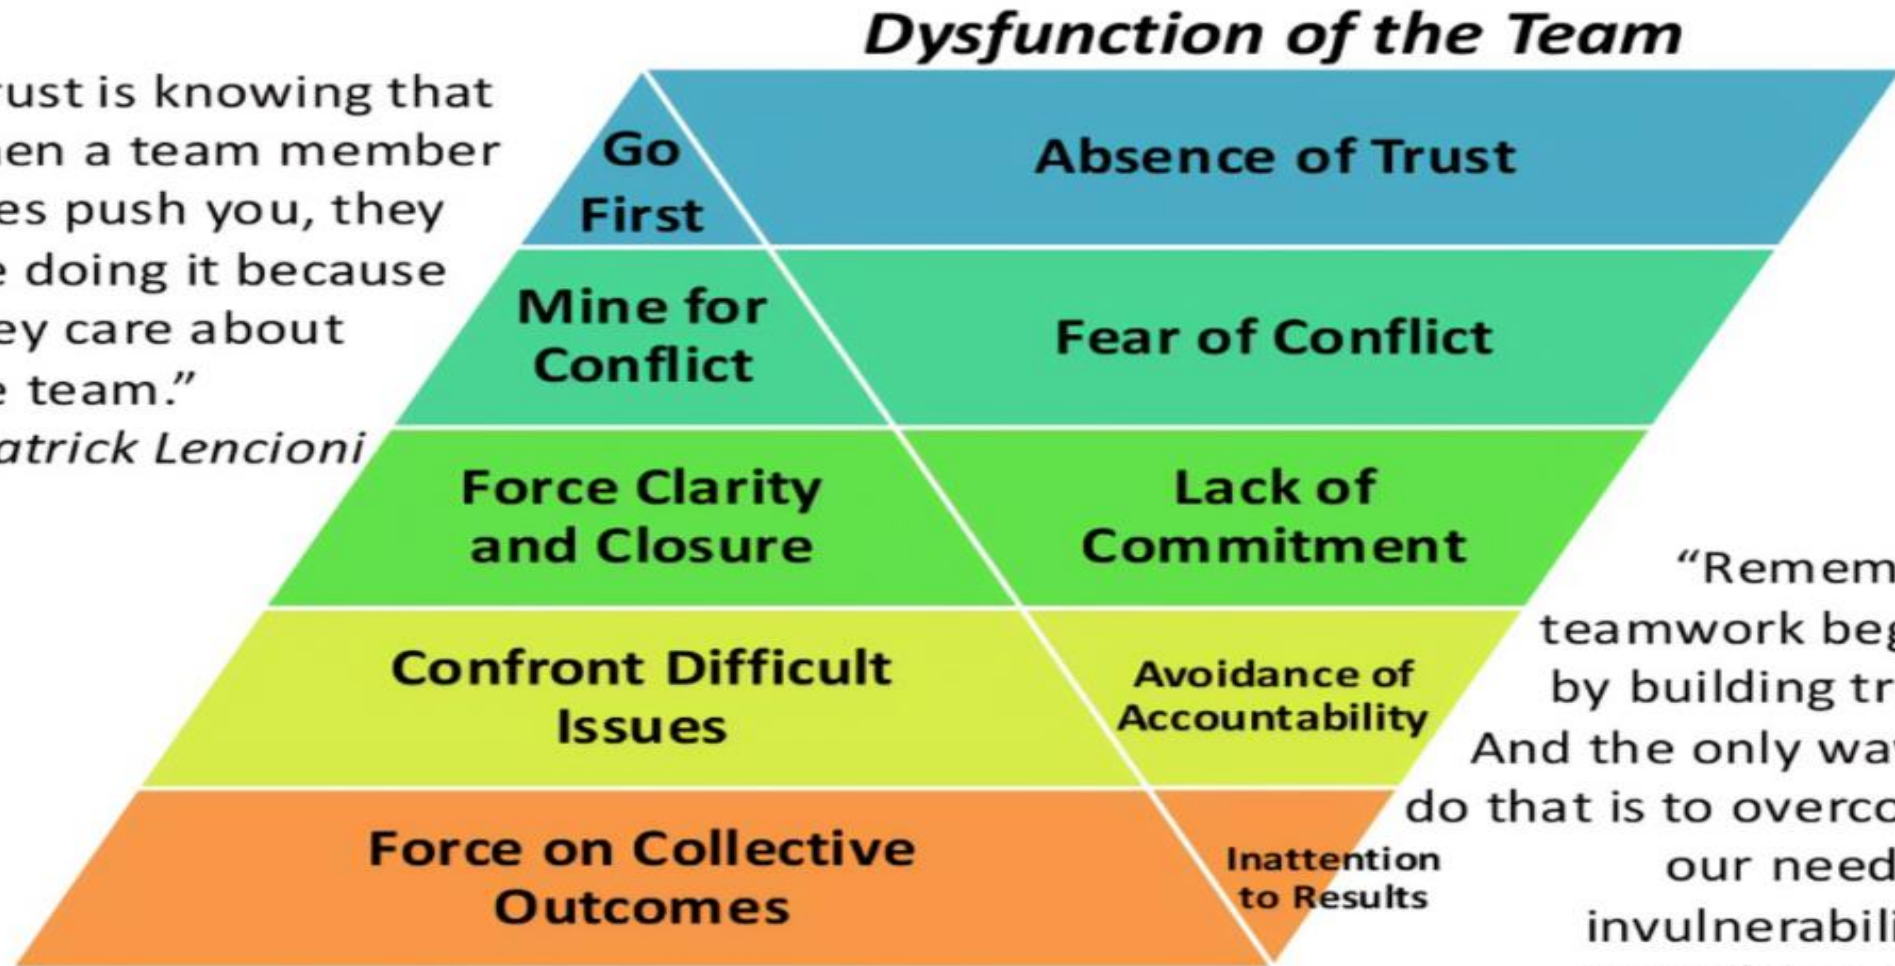 Dysfunction of the Team
rust is knowing that
en a team member
es push you, they
e doing it because
ey care about
e team.”
atrick Lencioni
Go
First
Absence of Trust
Mine for
Conflict
Fear of Conflict
Force Clarity
and Closure
Lack of
Commitment
Confront Difficult
Issues
Avoidance of
Accountability
Force on Collective
Outcomes
Inattention
to Results
“Remem
teamwork beg
by building tr
And the only wa
do that is to overco
our need
invulnerabili